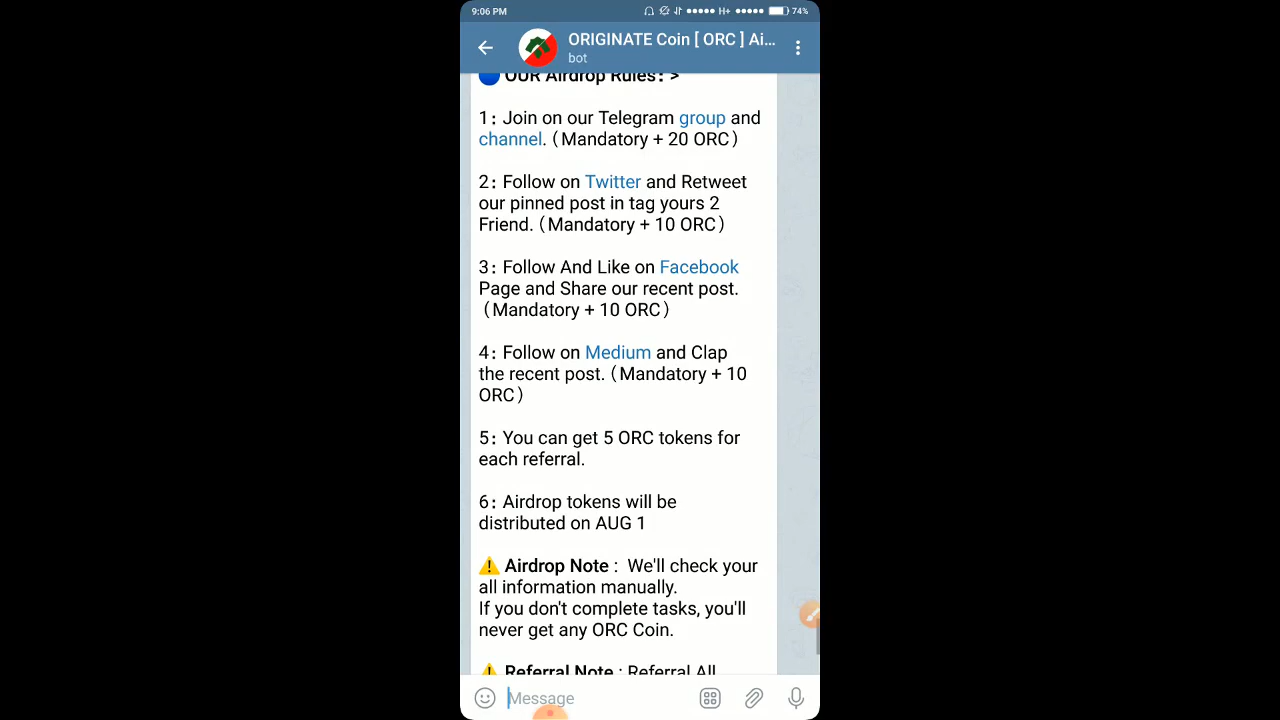 9:06 PM H+ 74%
ORIGINATE Coin [ ORC ] Ai...
bot
OUR Airdrop Rules: >
1: Join on our Telegram group and
channel. (Mandatory + 20 ORC)
2: Follow on Twitter and Retweet
our pinned post in tag yours 2
Friend. (Mandatory + 10 ORC)
3: Follow And Like on Facebook
Page and Share our recent post.
(Mandatory + 10 ORC)
4: Follow on Medium and Clap
the recent post. (Mandatory + 10
ORC)
5: You can get 5 ORC tokens for
each referral.
6: Airdrop tokens will be
distributed on AUG 1
⚠️ Airdrop Note : We'll check your
all information manually.
If you don't complete tasks, you'll
never get any ORC Coin.
⚠️ Referral Note : Referral All
Message